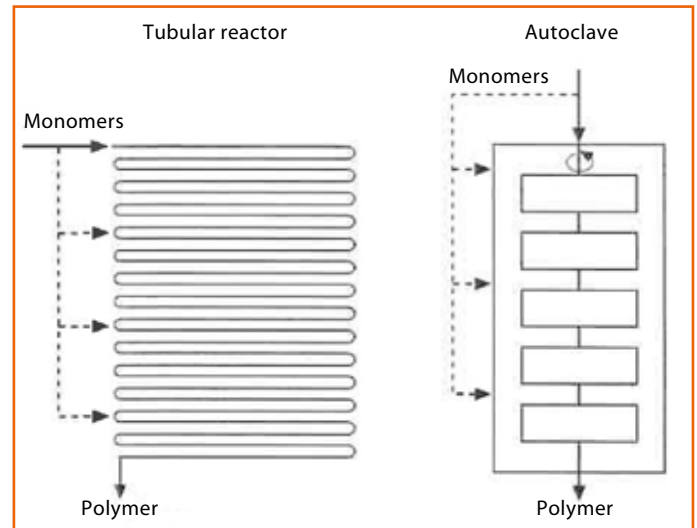 Tubular reactor
Autoclave
Monomers
Monomers
Polymer
Polymer